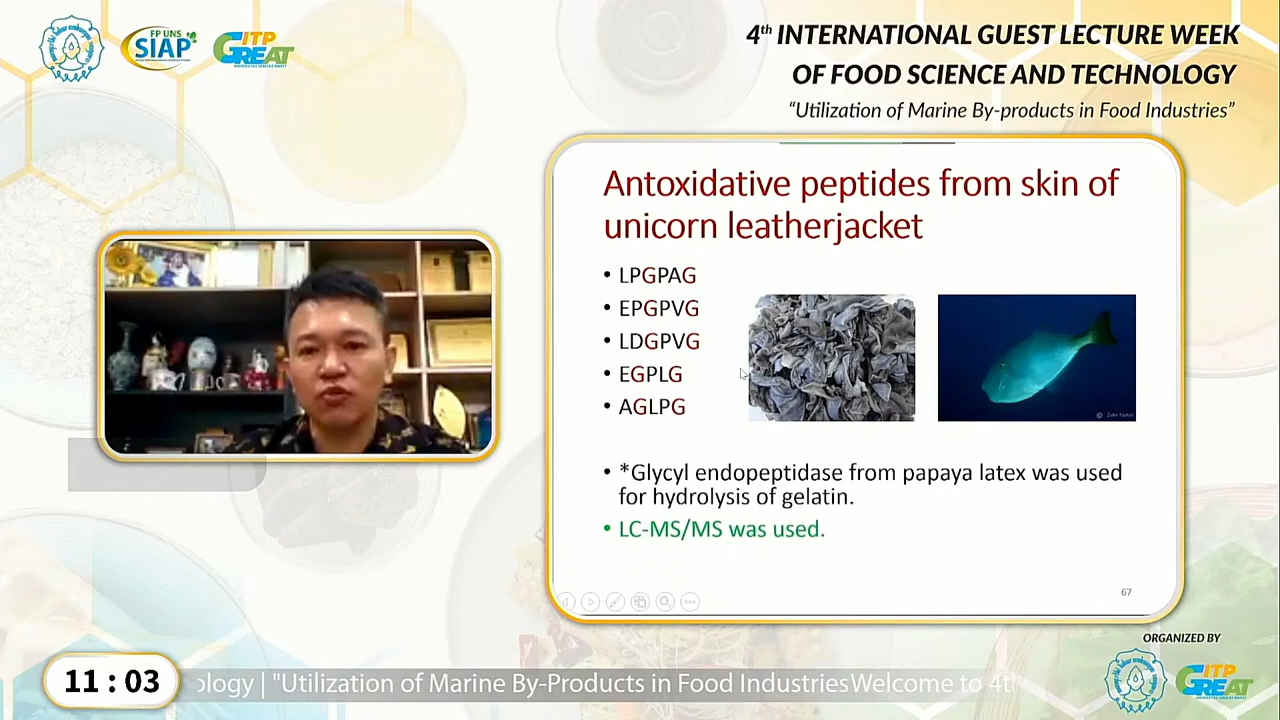 FP UNS
SIAP
ITP
GREAT
4th INTERNATIONAL GUEST LECTURE WEEK
OF FOOD SCIENCE AND TECHNOLOGY
“Utilization of Marine By-products in Food Industries”
Antoxidative peptides from skin of
unicorn leatherjacket
• LPGPAG
• EPGPVG
• LDGPVG
• EGPLG
• AGLPG
• *Glycyl endopeptidase from papaya latex was used
for hydrolysis of gelatin.
• LC-MS/MS was used.
67
ORGANIZED BY
11 : 03
ology | "Utilization of Marine By-Products in Food IndustriesWelcome to 4t
ITP
GREAT